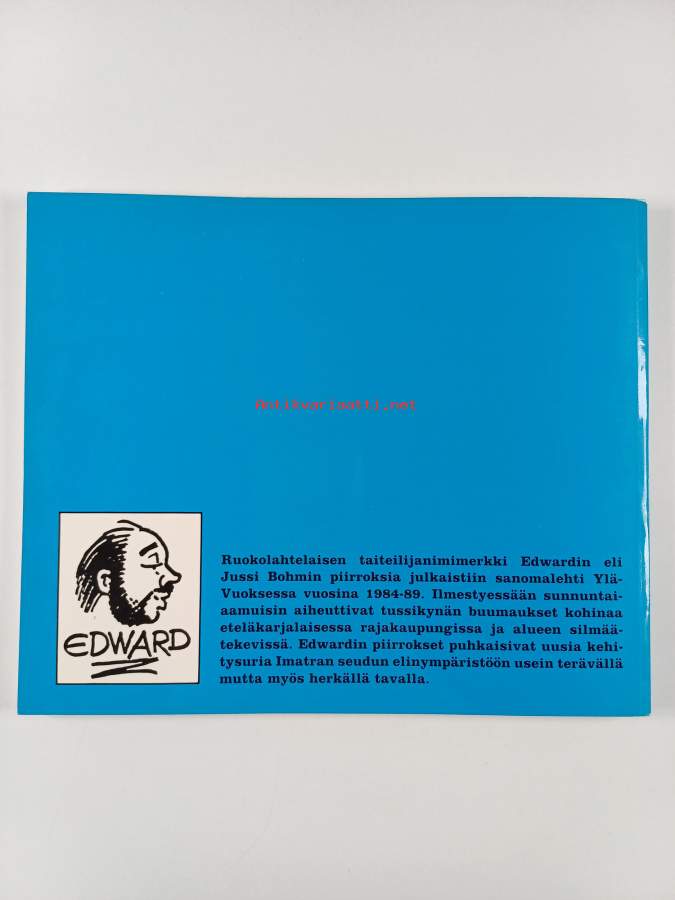 Antikvariaatti.net
EDWARD
Ruokolahtelaisen taiteilijanimimerkki Edwardin eli
Jussi Bohmin piirroksia julkaistiin sanomalehti Ylä-
Vuoksessa vuosina 1984-89. Ilmestyessään sunnuntai-
aamuisin aiheuttivat tussikynän buumaukset kohinaa
eteläkarjalaisessa rajakaupungissa ja alueen silmää-
tekevissä. Edwardin piirrokset puhkaisivat uusia kehi-
tysuria Imatran seudun elinympäristöön usein terävällä
mutta myös herkällä tavalla.